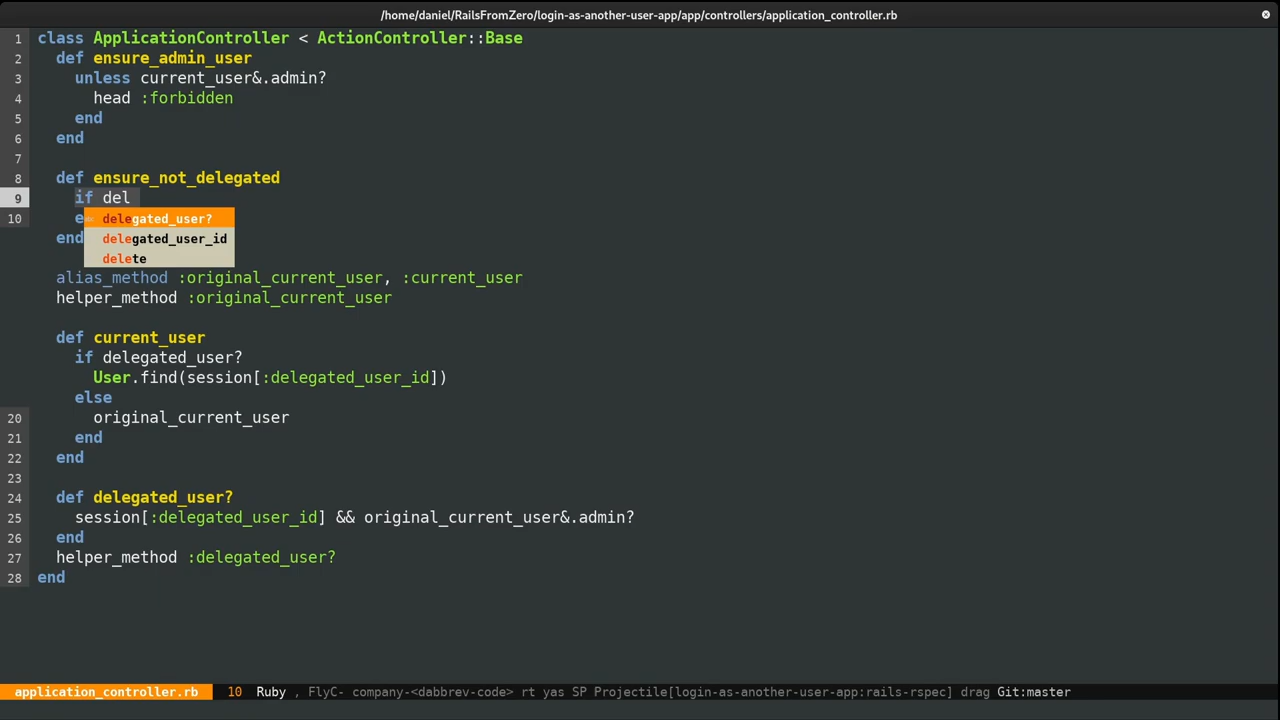 /home/daniel/RailsFromZero/login-as-another-user-app/app/controllers/application_controller.rb
1 class ApplicationController < ActionController::Base
2 def ensure_admin_user
3 unless current_user&.admin?
4 head :forbidden
5 end
6 end
7
8 def ensure_not_delegated
9 if del
10 e
delegated_user?
end delegated_user_id
delete
alias_method :original_current_user, :current_user
helper_method :original_current_user
def current_user
if delegated_user?
User.find(session[:delegated_user_id])
else
20 original_current_user
21 end
22 end
23
24 def delegated_user?
25 session[:delegated_user_id] && original_current_user&.admin?
26 end
27 helper_method :delegated_user?
28 end
application_controller.rb 10 Ruby , FlyC- company-<dabbrev-code> rt yas SP Projectile[login-as-another-user-app:rails-rspec] drag Git:master